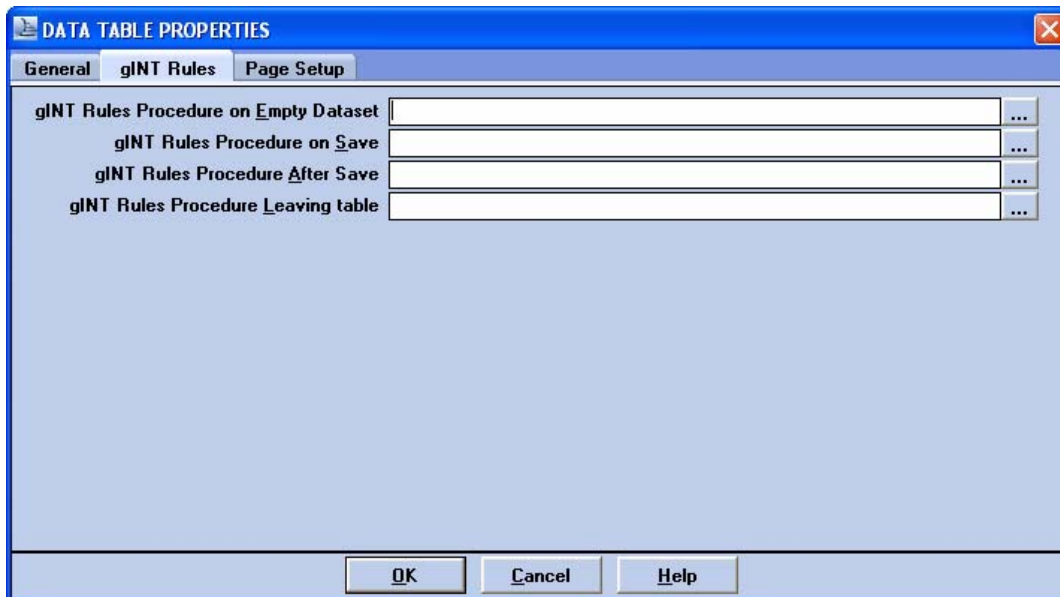 DATA TABLE PROPERTIES
General gINT Rules Page Setup
gINT Rules Procedure on Empty Dataset ...
gINT Rules Procedure on Save ...
gINT Rules Procedure After Save ...
gINT Rules Procedure Leaving table ...
OK Cancel Help